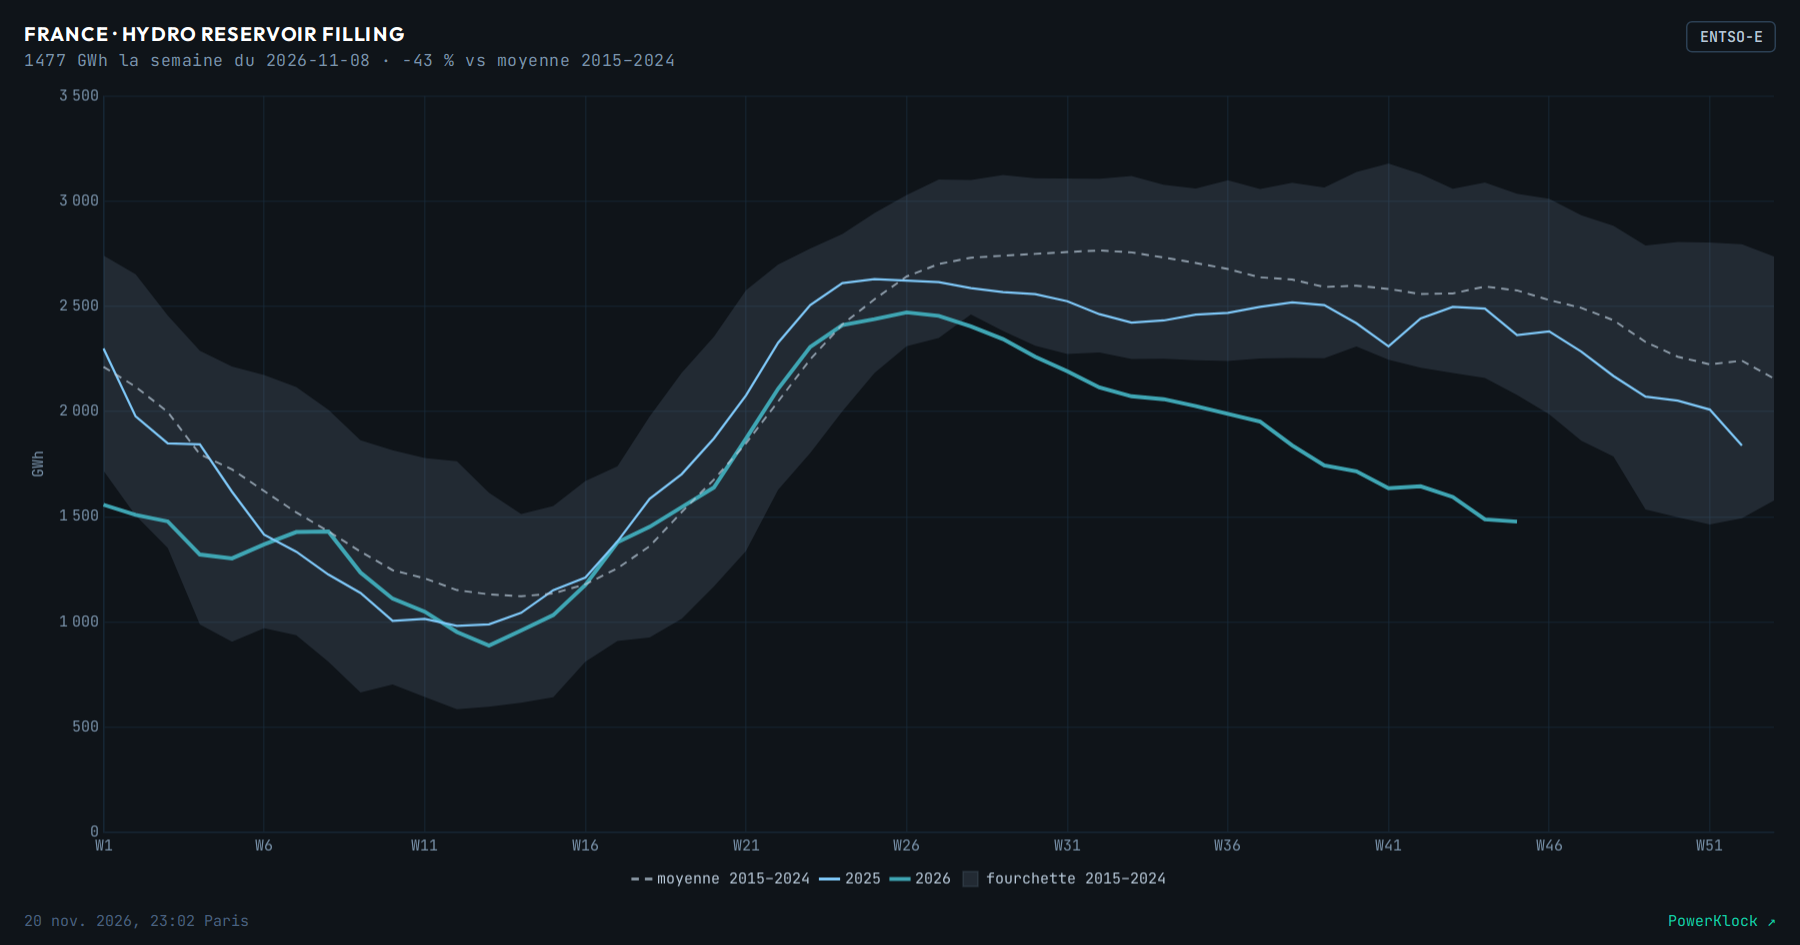 FRANCE · HYDRO RESERVOIR FILLING
1477 GWh la semaine du 2026-11-08 · -43 % vs moyenne 2015–2024
ENTSO-E
3 500
3 000
2 500
2 000
1 500
1 000
500
0
GWh
W1 W6 W11 W16 W21 W26 W31 W36 W41 W46 W51
moyenne 2015–2024 2025 2026 fourchette 2015–2024
20 nov. 2026, 23:02 Paris
PowerKlock ↗